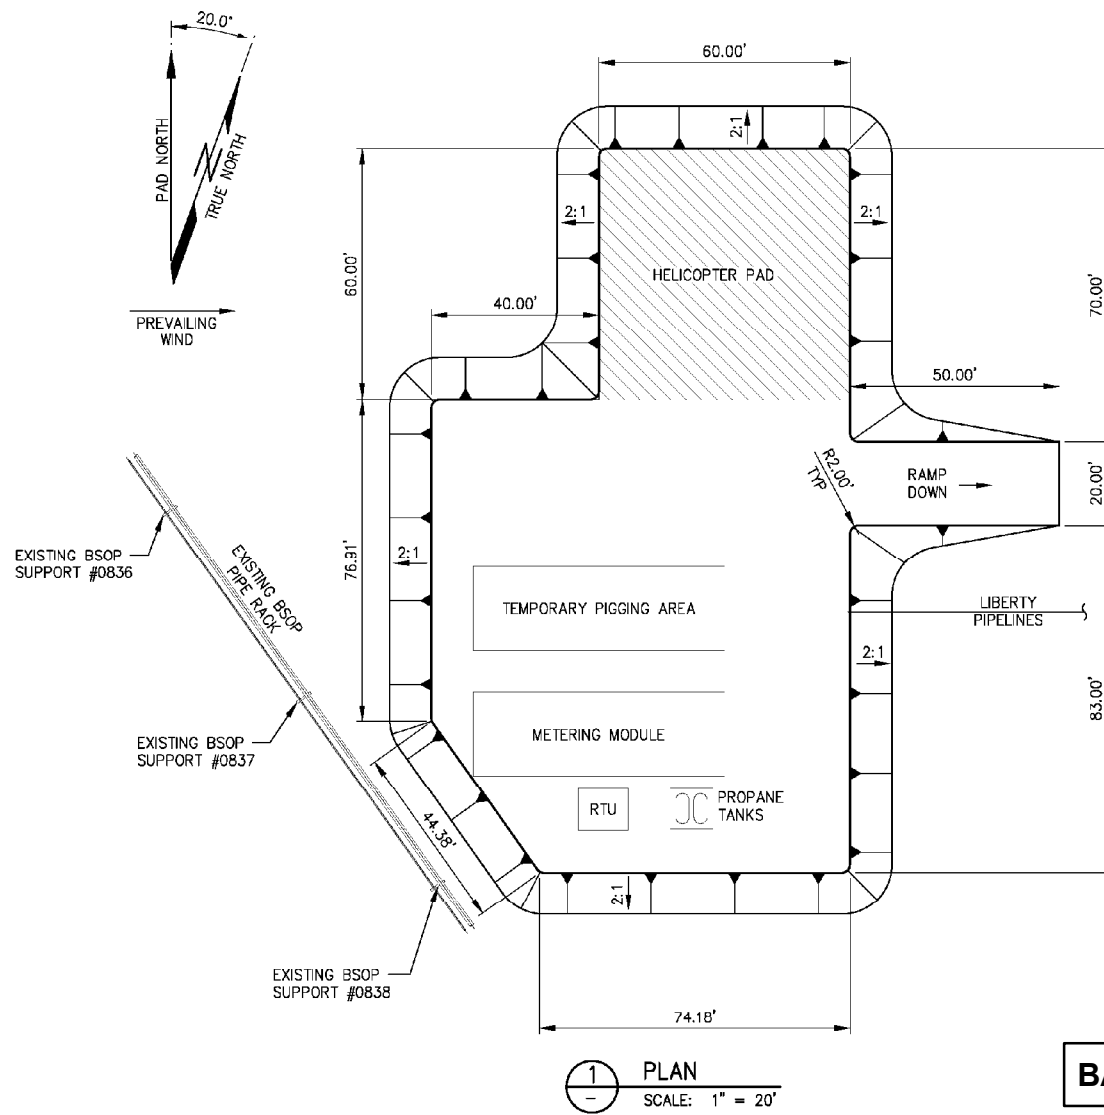 20.0°
PAD NORTH
TRUE NORTH
N
PREVAILING
WIND
60.00'
2:1
2:1
2:1
HELICOPTER PAD
60.00'
70.00'
40.00'
50.00'
R2.00'
TYP
RAMP
DOWN
20.00'
EXISTING BSOP
SUPPORT #0836
EXISTING BSOP
PIPE RACK
76.91'
2:1
TEMPORARY PIGGING AREA
LIBERTY
PIPELINES
2:1
83.00'
EXISTING BSOP
SUPPORT #0837
METERING MODULE
RTU
PROPANE
TANKS
44.38'
2:1
EXISTING BSOP
SUPPORT #0838
74.18'
1
–
PLAN
SCALE: 1" = 20'